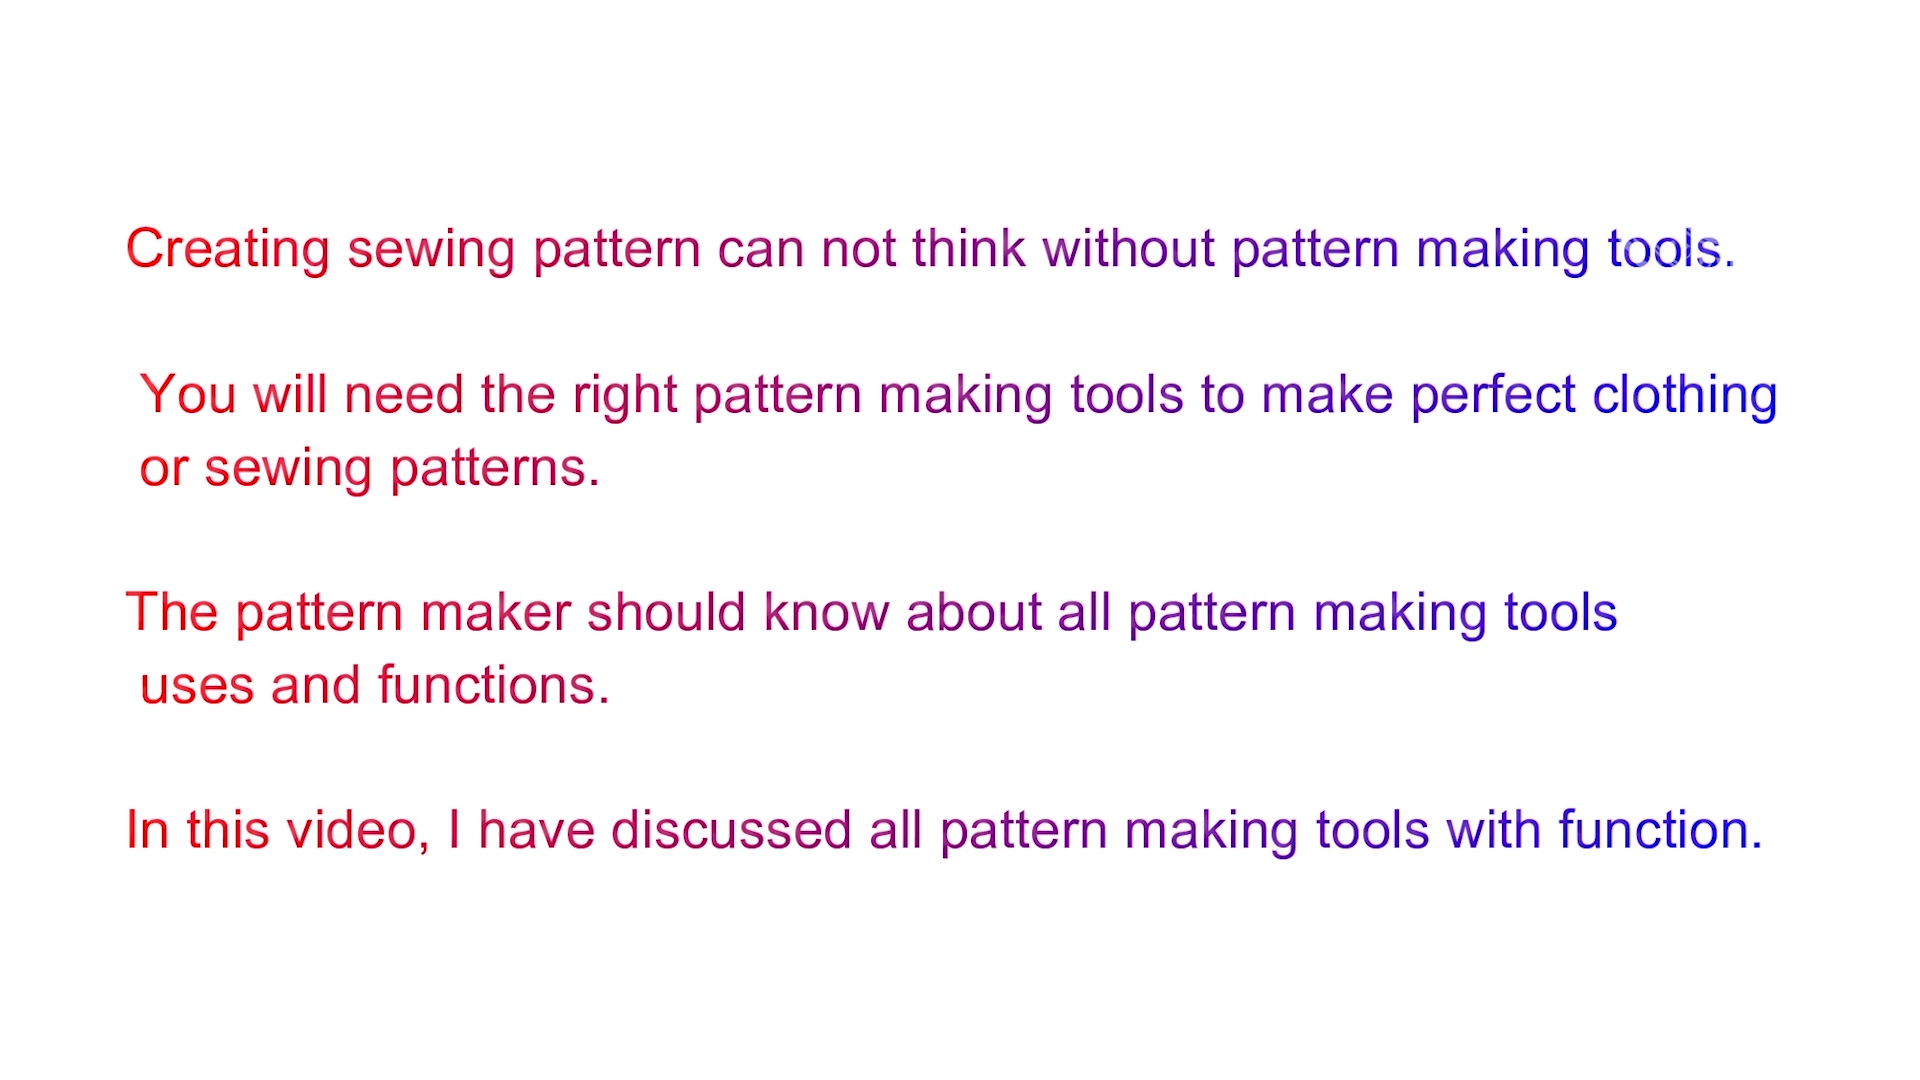 Creating sewing pattern can not think without pattern making tools.
You will need the right pattern making tools to make perfect clothing
or sewing patterns.
The pattern maker should know about all pattern making tools
uses and functions.
In this video, I have discussed all pattern making tools with function.